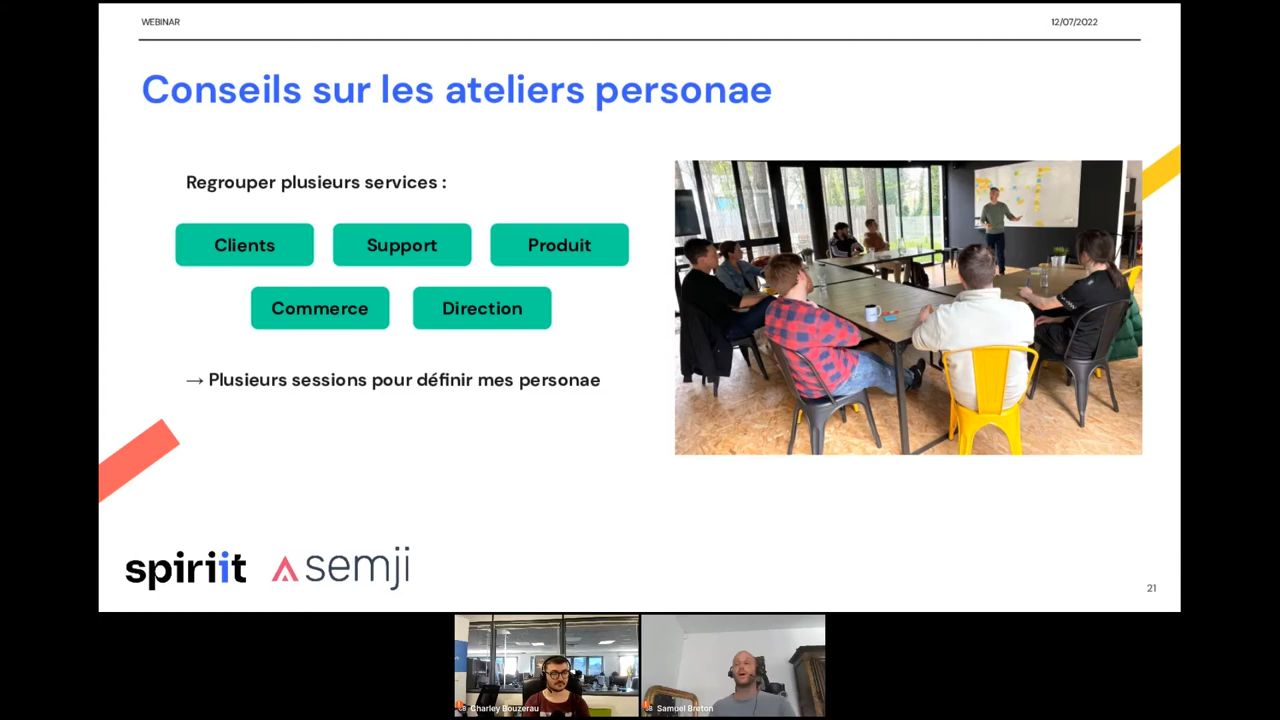 WEBINAR
12/07/2022
Conseils sur les ateliers personae
Regrouper plusieurs services :
Clients
Support
Produit
Commerce
Direction
→ Plusieurs sessions pour définir mes personae
spiriit
semji
21
Charley Bouzerau
Samuel Breton